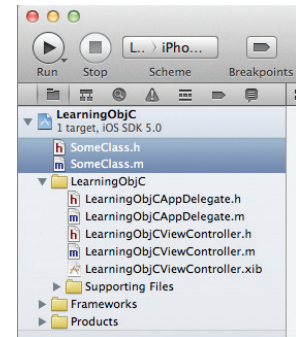 L... iPho...
Run Stop Scheme Breakpoints
LearningObjC
1 target, iOS SDK 5.0
h SomeClass.h
m SomeClass.m
LearningObjC
h LearningObjCAppDelegate.h
m LearningObjCAppDelegate.m
h LearningObjCViewController.h
m LearningObjCViewController.m
LearningObjCViewController.xib
Supporting Files
Frameworks
Products